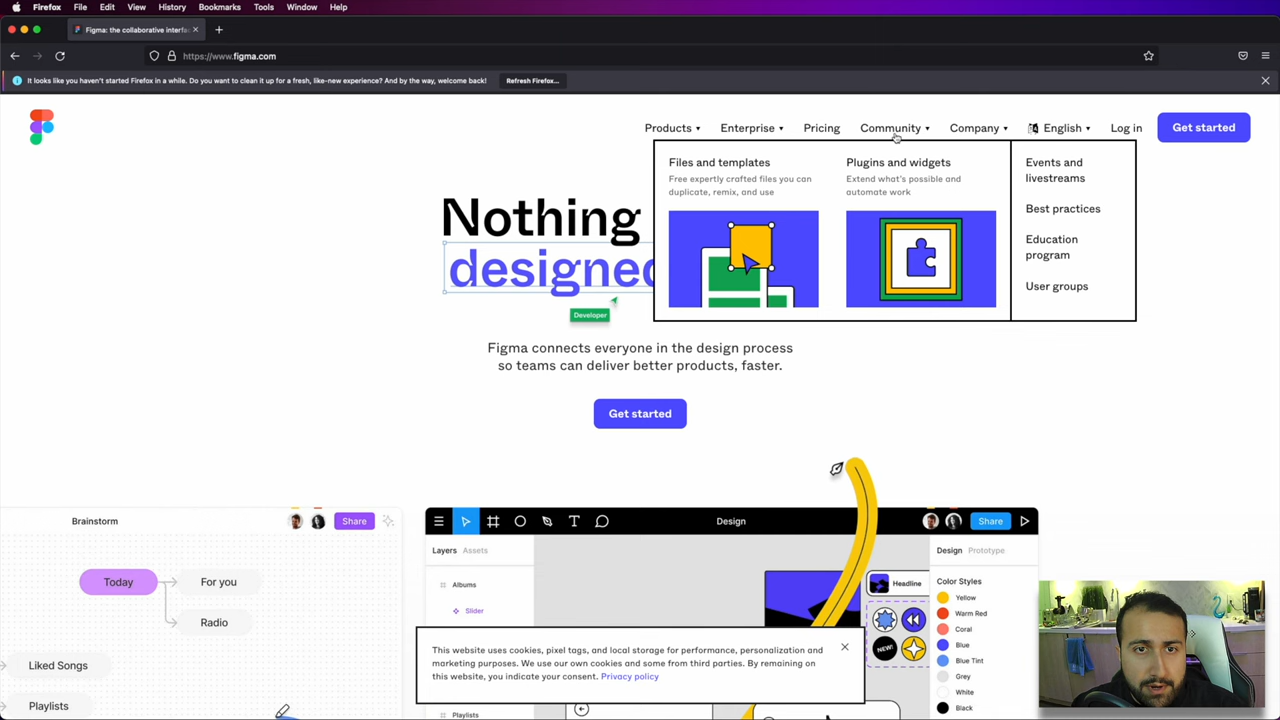 Firefox File Edit View History Bookmarks Tools Window Help
Figma: the collaborative interfa
https://www.figma.com
It looks like you haven't started Firefox in a while. Do you want to clean it up for a fresh, like-new experience? And by the way, welcome back! Refresh Firefox...
Products Enterprise Pricing Community Company English Log in Get started
Files and templates
Free expertly crafted files you can
duplicate, remix, and use
Plugins and widgets
Extend what's possible and
automate work
Events and
livestreams
Best practices
Education
program
User groups
Nothing
designed
Developer
Figma connects everyone in the design process
so teams can deliver better products, faster.
Get started
Brainstorm Share
Today For you
Radio
Liked Songs
Playlists
Design Share
Layers Assets
Albums
Slider
Playlists
Headline
NEW!
Design Prototype
Color Styles
Yellow
Warm Red
Coral
Blue
Blue Tint
Grey
White
Black
This website uses cookies, pixel tags, and local storage for performance, personalization and
marketing purposes. We use our own cookies and some from third parties. By remaining on
this website, you indicate your consent. Privacy policy